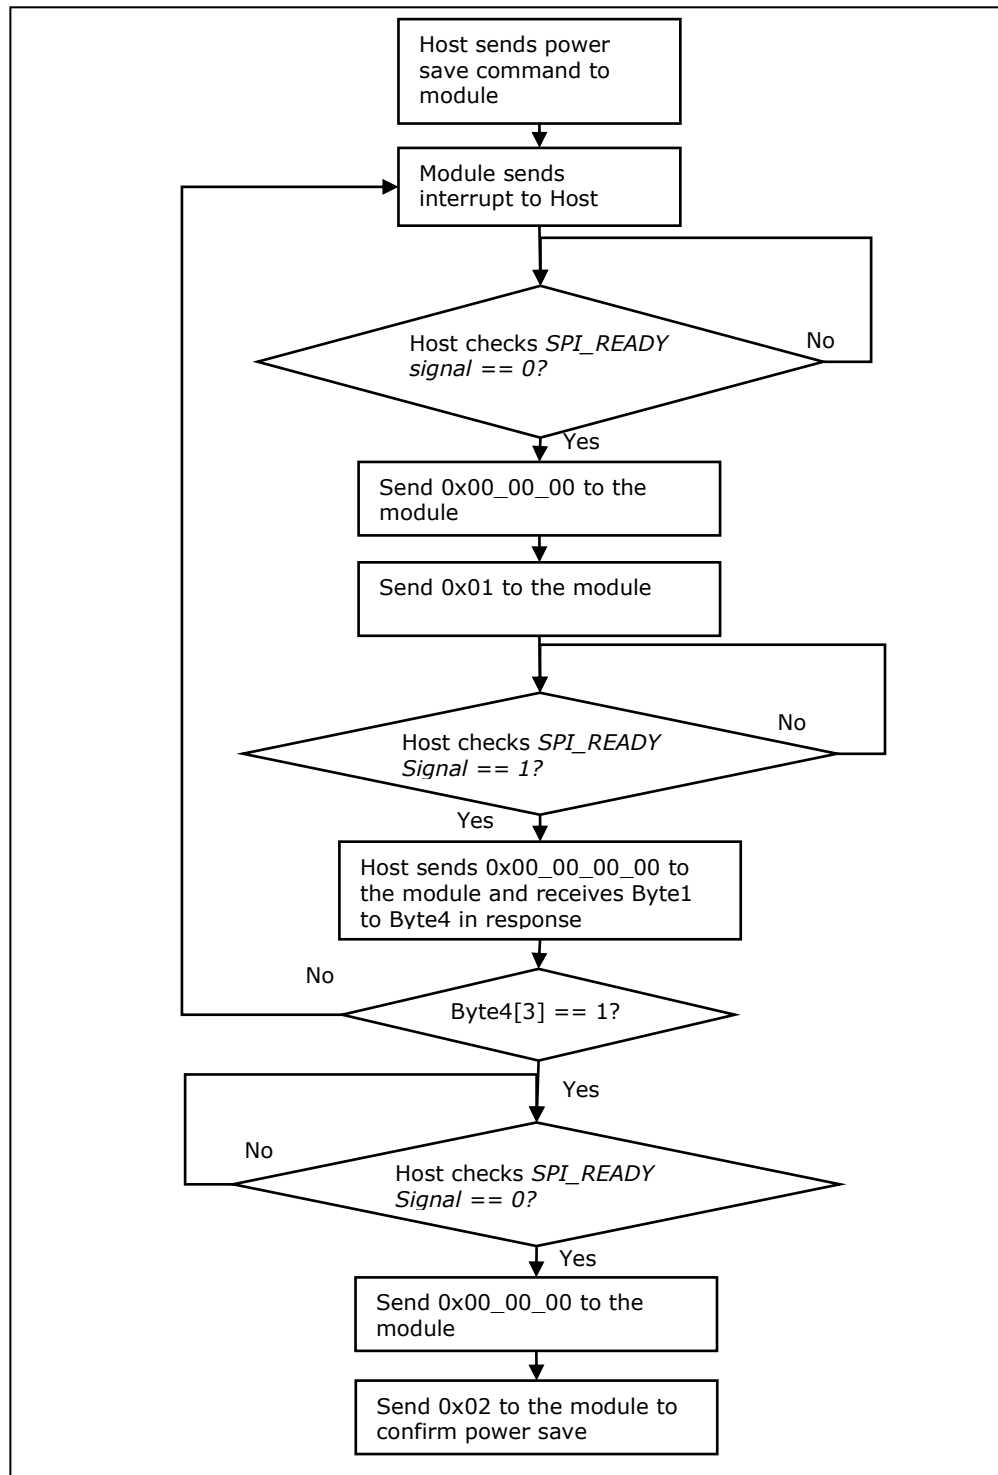 Host sends power
save command to
module
Module sends
interrupt to Host
Host checks SPI_READY
signal == 0?
No
Yes
Send 0x00_00_00 to the
module
Send 0x01 to the module
No
Host checks SPI_READY
Signal == 1?
Yes
Host sends 0x00_00_00_00 to
the module and receives Byte1
to Byte4 in response
No
Byte4[3] == 1?
Yes
No
Host checks SPI_READY
Signal == 0?
Yes
Send 0x00_00_00 to the
module
Send 0x02 to the module to
confirm power save